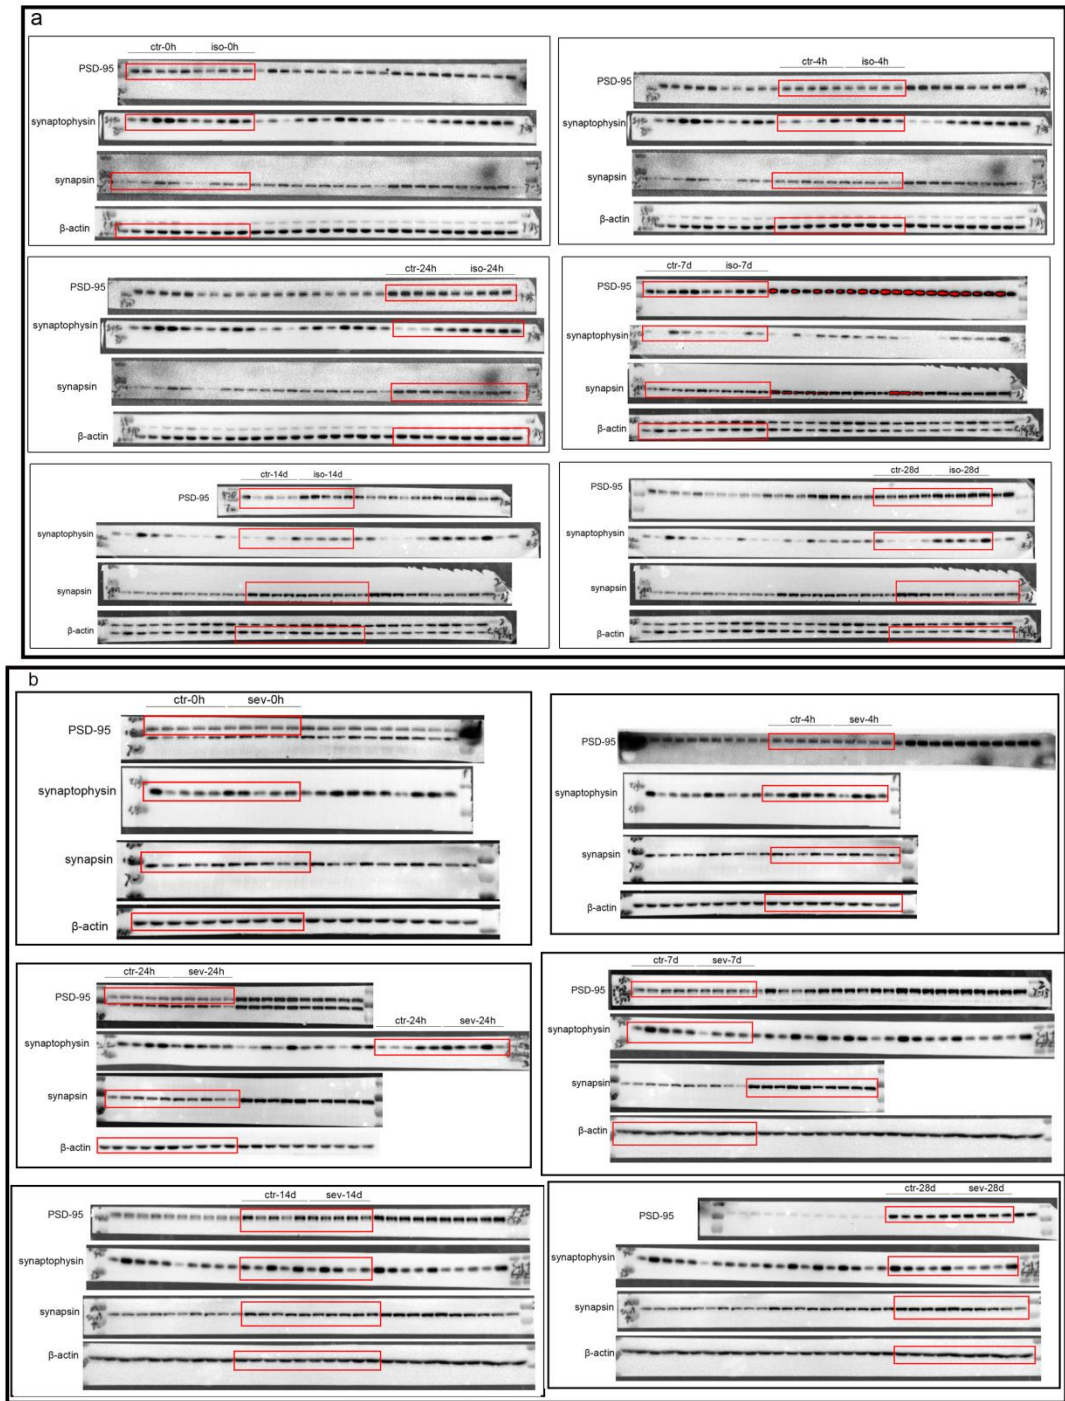 a
ctr-0h iso-0h
PSD-95
synaptophysin
synapsin
β-actin
ctr-4h iso-4h
PSD-95
synaptophysin
synapsin
β-actin
ctr-24h iso-24h
PSD-95
synaptophysin
synapsin
β-actin
ctr-7d iso-7d
PSD-95
synaptophysin
synapsin
β-actin
ctr-14d iso-14d
PSD-95
synaptophysin
synapsin
β-actin
ctr-28d iso-28d
PSD-95
synaptophysin
synapsin
β-actin
b
ctr-0h sev-0h
PSD-95
synaptophysin
synapsin
β-actin
ctr-4h sev-4h
PSD-95
synaptophysin
synapsin
β-actin
ctr-24h sev-24h
PSD-95
ctr-24h sev-24h
synaptophysin
synapsin
β-actin
ctr-7d sev-7d
PSD-95
synaptophysin
synapsin
β-actin
ctr-14d sev-14d
PSD-95
synaptophysin
synapsin
β-actin
ctr-28d sev-28d
PSD-95
synaptophysin
synapsin
β-actin